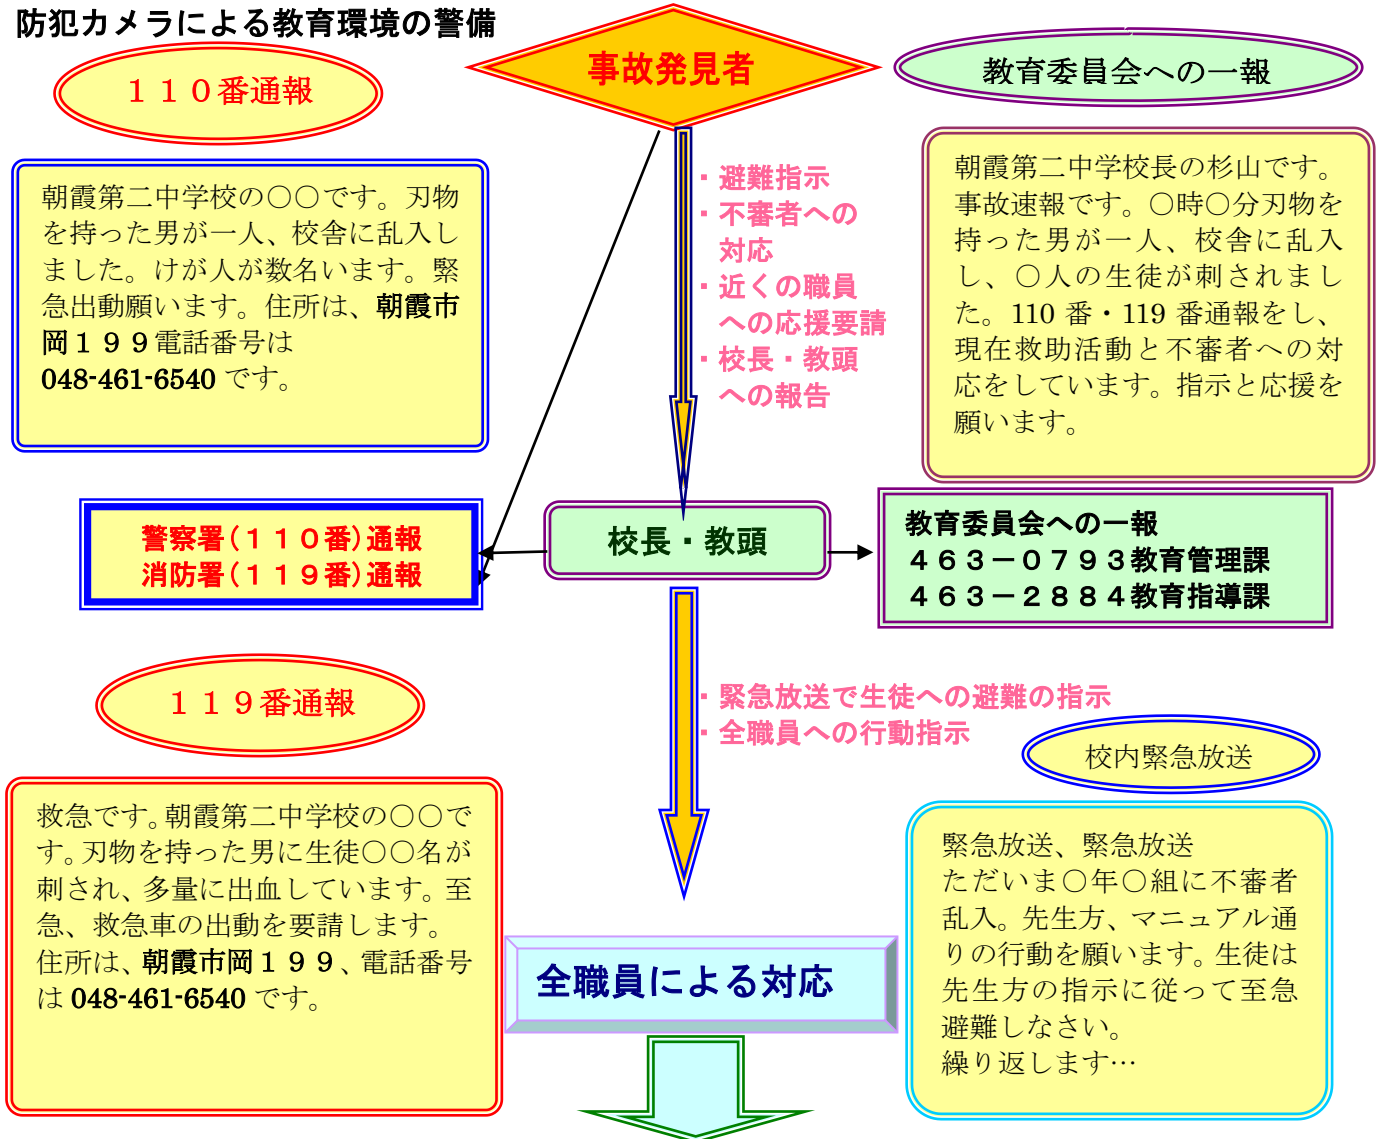 防犯カメラによる教育環境の警備
事故発見者
１１０番通報
教育委員会への一報
朝霞第二中学校の〇〇です。刃物
を持った男が一人、校舎に乱入し
ました。けが人が数名います。緊
急出動願います。住所は、朝霞市
岡１９９電話番号は
048-461-6540 です。
・避難指示
・不審者への
対応
・近くの職員
への応援要請
・校長・教頭
への報告
朝霞第二中学校長の杉山です。
事故速報です。〇時〇分刃物を
持った男が一人、校舎に乱入
し、〇人の生徒が刺されまし
た。110 番・119 番通報をし、
現在救助活動と不審者への対
応をしています。指示と応援を
願います。
警察署(１１０番)通報
消防署(１１９番)通報
校長・教頭
教育委員会への一報
４６３－０７９３教育管理課
４６３－２８８４教育指導課
１１９番通報
・緊急放送で生徒への避難の指示
・全職員への行動指示
校内緊急放送
救急です。朝霞第二中学校の〇〇で
す。刃物を持った男に生徒〇〇名が
刺され、多量に出血しています。至
急、救急車の出動を要請します。
住所は、朝霞市岡１９９、電話番号
は 048-461-6540 です。
全職員による対応
緊急放送、緊急放送
ただいま〇年〇組に不審者
乱入。先生方、マニュアル通
りの行動を願います。生徒は
先生方の指示に従って至急
避難しなさい。
繰り返します…